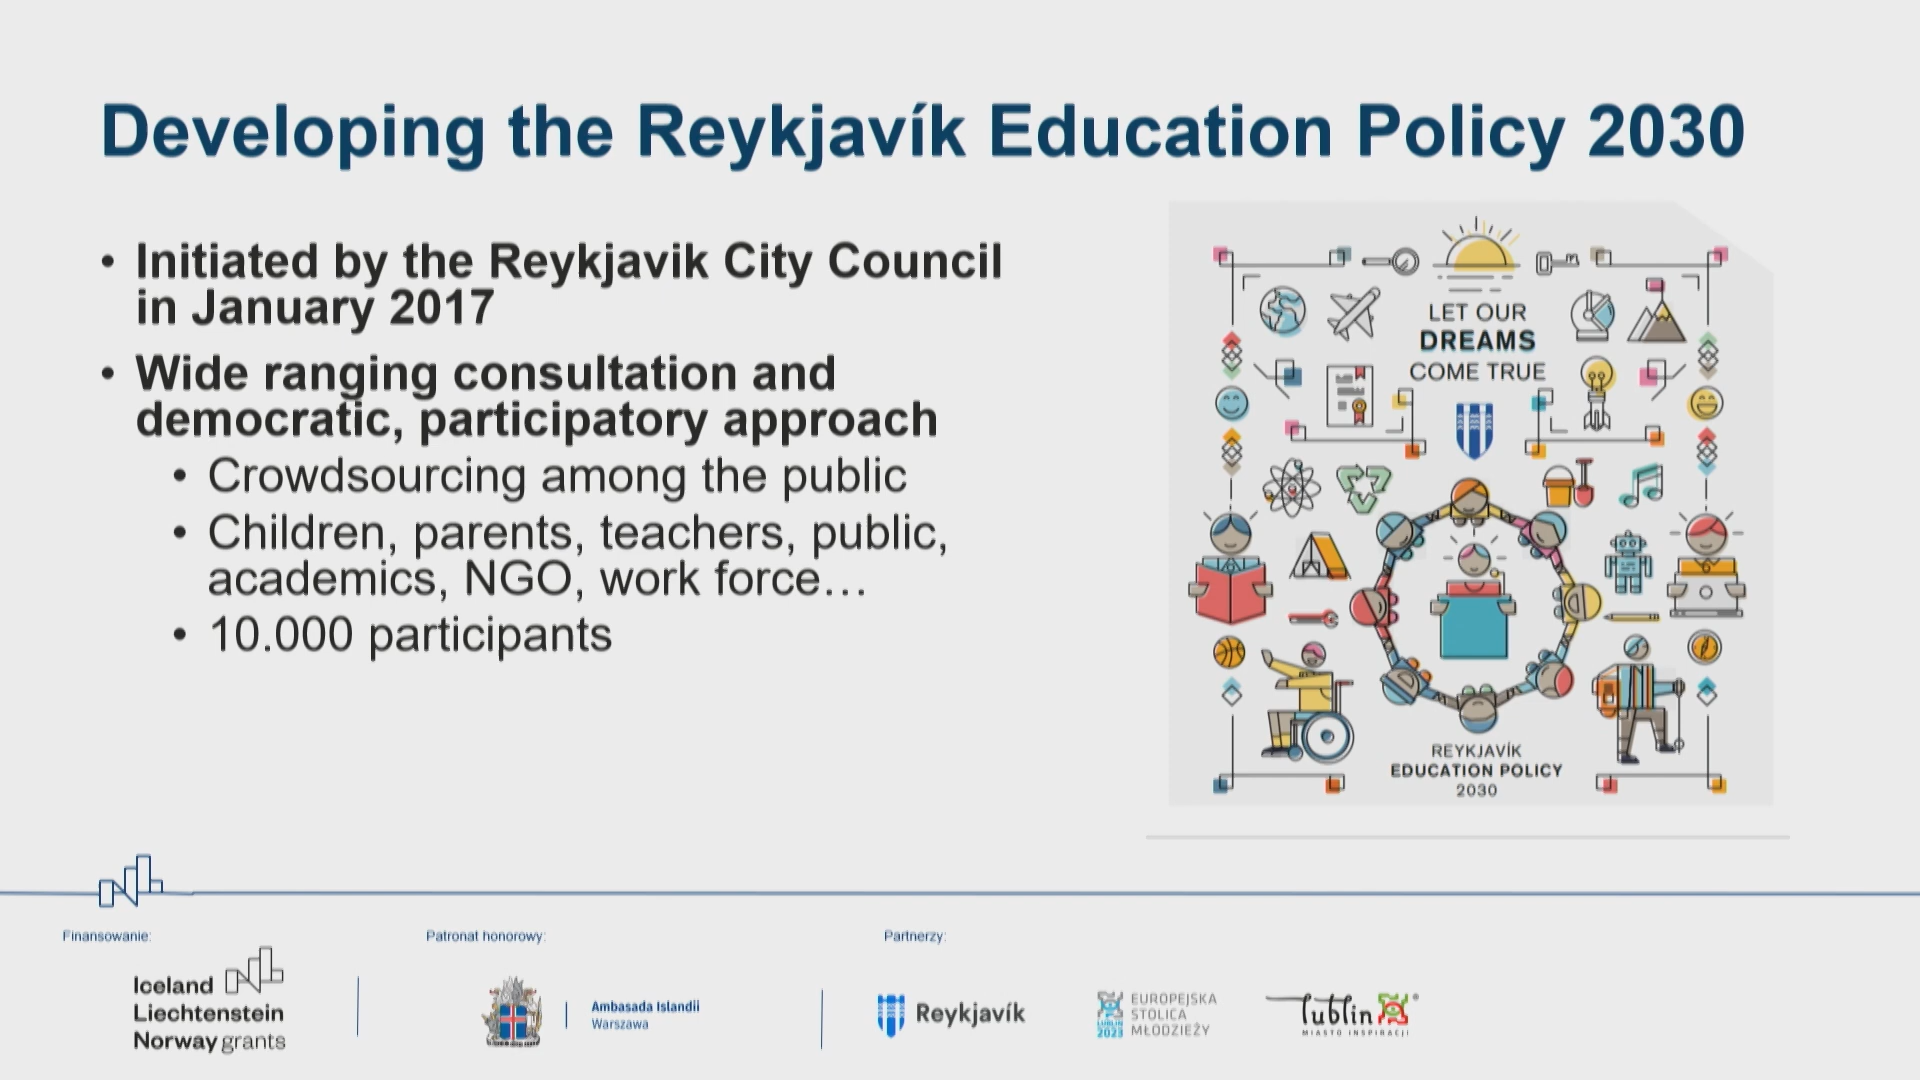 Developing the Reykjavík Education Policy 2030
• Initiated by the Reykjavik City Council
in January 2017
• Wide ranging consultation and
democratic, participatory approach
• Crowdsourcing among the public
• Children, parents, teachers, public,
academics, NGO, work force…
• 10.000 participants
LET OUR
DREAMS
COME TRUE
REYKJAVÍK
EDUCATION POLICY
2030
Finansowanie:
Iceland
Liechtenstein
Norway grants
Patronat honorowy:
Ambasada Islandii
Warszawa
Partnerzy:
Reykjavík
EUROPEJSKA
STOLICA
MŁODZIEŻY
LUBLIN
2023
lublin
MIASTO INSPIRACJI